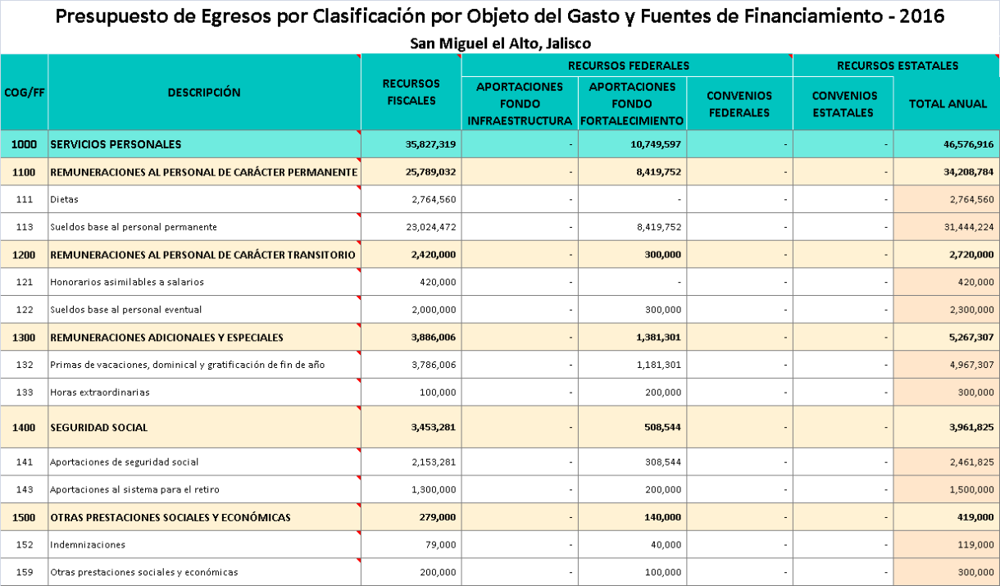 Presupuesto de Egresos por Clasificación por Objeto del Gasto y Fuentes de Financiamiento - 2016
San Miguel el Alto, Jalisco
COG/FF DESCRIPCIÓN RECURSOS FISCALES RECURSOS FEDERALES RECURSOS ESTATALES
APORTACIONES FONDO INFRAESTRUCTURA APORTACIONES FONDO FORTALECIMIENTO CONVENIOS FEDERALES CONVENIOS ESTATALES TOTAL ANUAL
1000 SERVICIOS PERSONALES 35,827,319 - 10,749,597 - - 46,576,916
1100 REMUNERACIONES AL PERSONAL DE CARÁCTER PERMANENTE 25,789,032 - 8,419,752 - - 34,208,784
111 Dietas 2,764,560 - - - - 2,764,560
113 Sueldos base al personal permanente 23,024,472 - 8,419,752 - - 31,444,224
1200 REMUNERACIONES AL PERSONAL DE CARÁCTER TRANSITORIO 2,420,000 - 300,000 - - 2,720,000
121 Honorarios asimilables a salarios 420,000 - - - - 420,000
122 Sueldos base al personal eventual 2,000,000 - 300,000 - - 2,300,000
1300 REMUNERACIONES ADICIONALES Y ESPECIALES 3,886,006 - 1,381,301 - - 5,267,307
132 Primas de vacaciones, dominical y gratificación de fin de año 3,786,006 - 1,181,301 - - 4,967,307
133 Horas extraordinarias 100,000 - 200,000 - - 300,000
1400 SEGURIDAD SOCIAL 3,453,281 - 508,544 - - 3,961,825
141 Aportaciones de seguridad social 2,153,281 - 308,544 - - 2,461,825
143 Aportaciones al sistema para el retiro 1,300,000 - 200,000 - - 1,500,000
1500 OTRAS PRESTACIONES SOCIALES Y ECONÓMICAS 279,000 - 140,000 - - 419,000
152 Indemnizaciones 79,000 - 40,000 - - 119,000
159 Otras prestaciones sociales y económicas 200,000 - 100,000 - - 300,000